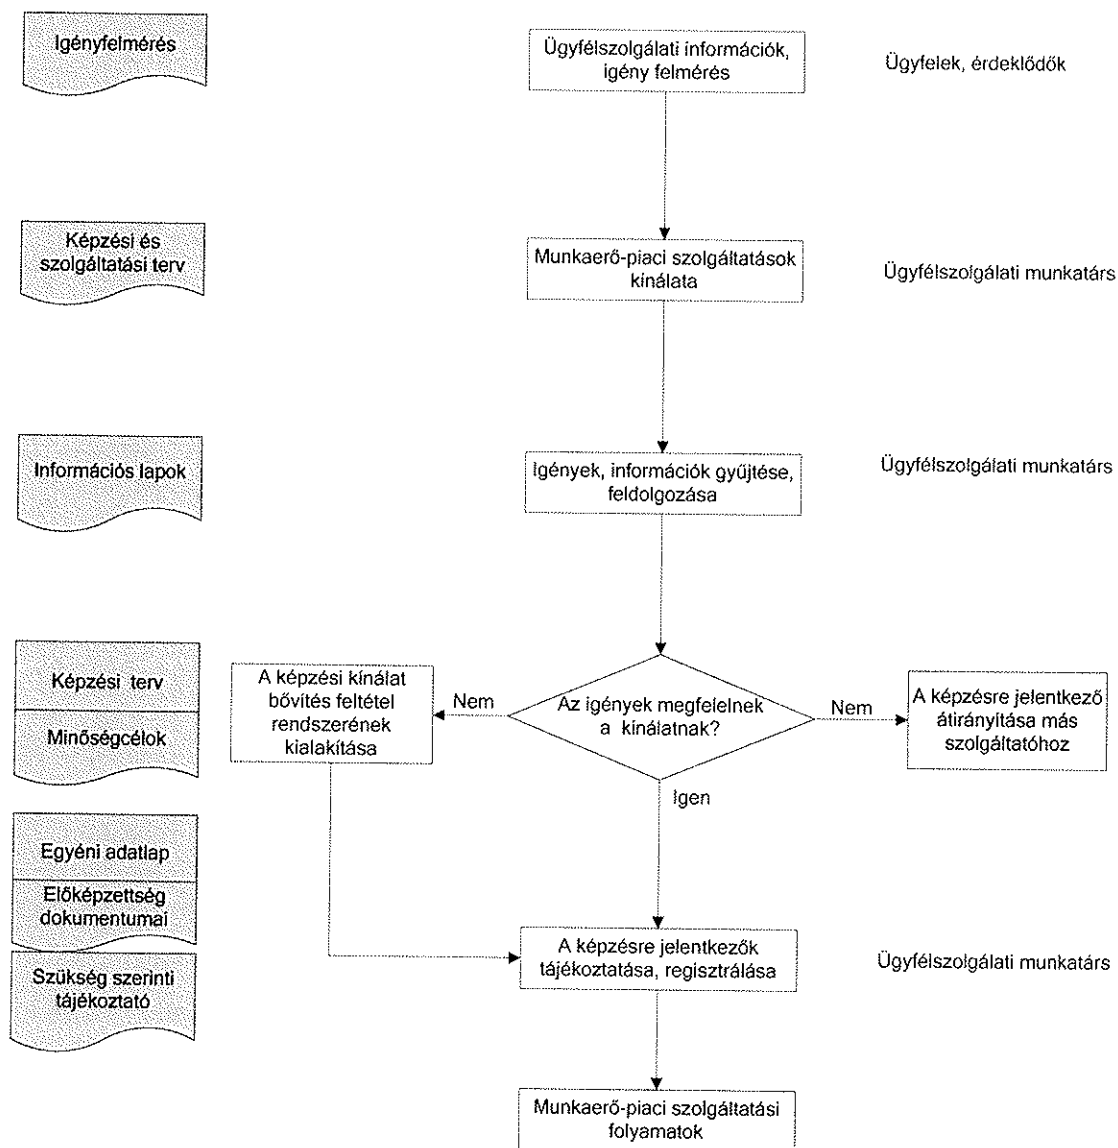 Igényfelmérés
Ügyfélszolgálati információk,
igény felmérés
Ügyfelek, érdeklődők
Képzési és
szolgáltatási terv
Munkaerő-piaci szolgáltatások
kínálata
Ügyfélszolgálati munkatárs
Információs lapok
Igények, információk gyűjtése,
feldolgozása
Ügyfélszolgálati munkatárs
Képzési terv
Minőségcélok
A képzési kínálat
bővítés feltétel
rendszerének
kialakítása
Nem
Az igények megfelelnek
a kínálatnak?
Nem
A képzésre jelentkező
átirányítása más
szolgáltatóhoz
Igen
Egyéni adatlap
Előképzettség
dokumentumai
Szükség szerinti
tájékoztató
A képzésre jelentkezők
tájékoztatása, regisztrálása
Ügyfélszolgálati munkatárs
Munkaerő-piaci szolgáltatási
folyamatok